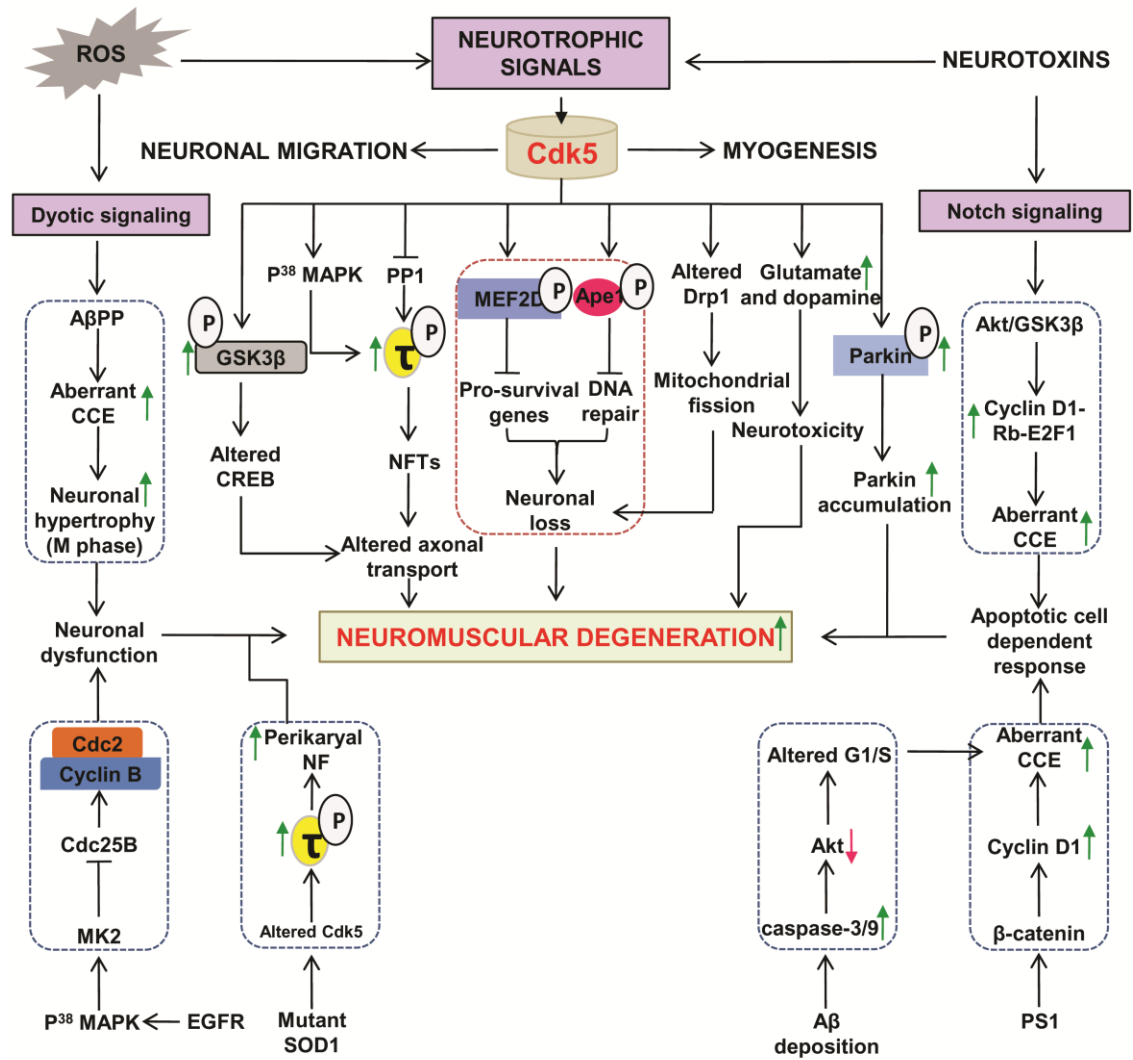 ROS
NEUROTROPHIC
SIGNALS
NEUROTOXINS
NEURONAL MIGRATION
Cdk5
MYOGENESIS
Dyotic signaling
Notch signaling
AβPP
Aberrant
CCE
Neuronal
hypertrophy
(M phase)
Neuronal
dysfunction
P
GSK3β
Altered
CREB
P38 MAPK
PP1
P
τ
NFTs
Altered axonal
transport
MEF2D
P
Ape1
P
Pro-survival
genes
DNA
repair
Neuronal
loss
Altered
Drp1
Mitochondrial
fission
Glutamate
and dopamine
Neurotoxicity
P
Parkin
Parkin
accumulation
Akt/GSK3β
Cyclin D1-
Rb-E2F1
Aberrant
CCE
Apoptotic cell
dependent
response
NEUROMUSCULAR DEGENERATION
Cdc2
Cyclin B
Cdc25B
MK2
P38 MAPK
EGFR
Perikaryal
NF
P
τ
Altered Cdk5
Mutant
SOD1
Altered G1/S
Akt
caspase-3/9
Aβ
deposition
Aberrant
CCE
Cyclin D1
β-catenin
PS1